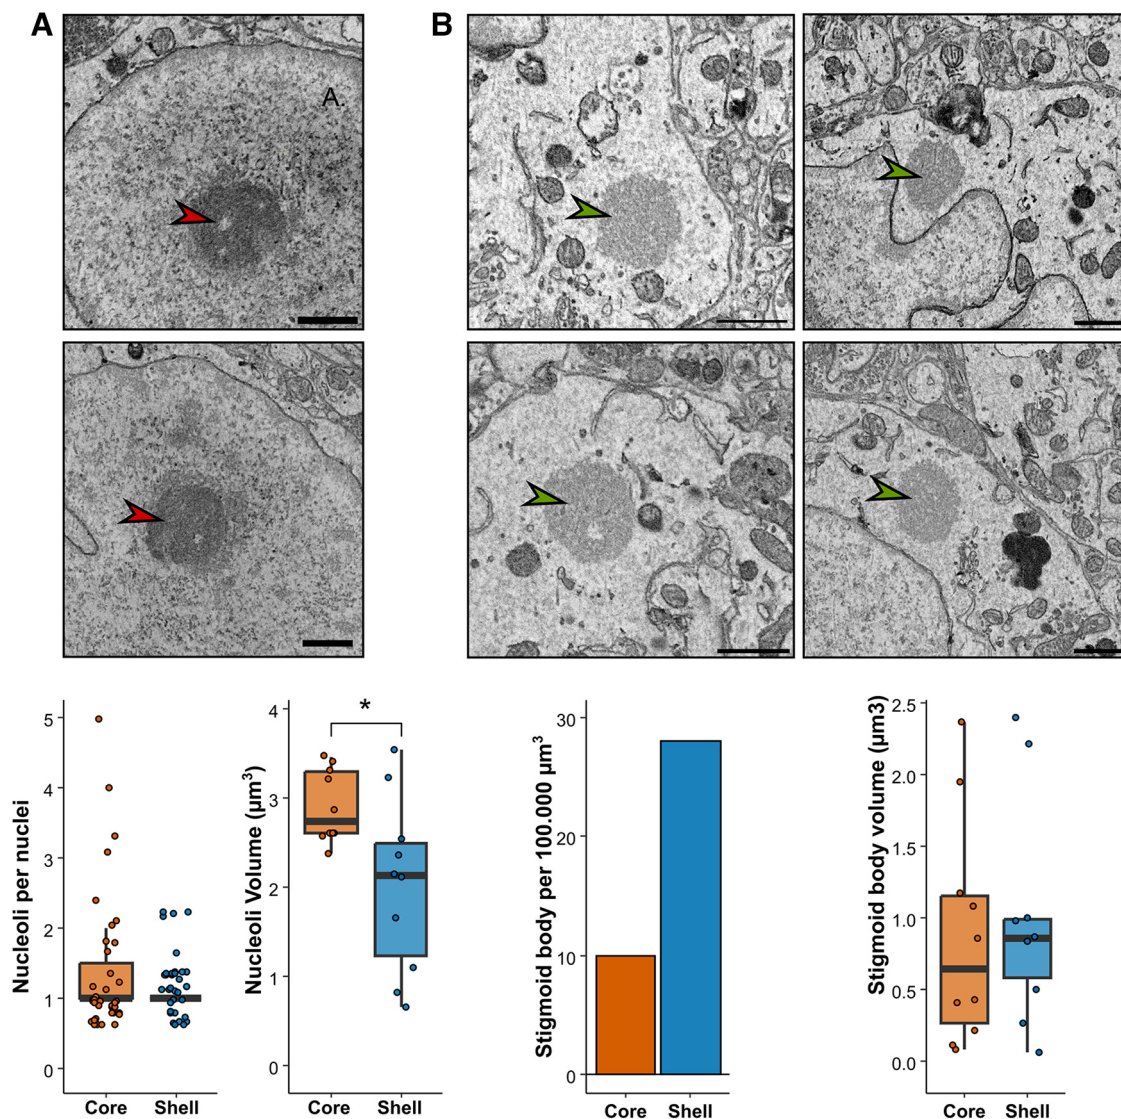 A
B
A.
Nucleoli per nuclei
5
4
3
2
1
0
Core Shell
Nucleoli Volume (µm³)
4
3
2
1
0
*
Core Shell
Stigmoid body per 100.000 µm³
30
20
10
0
Core Shell
Stigmoid body volume (µm3)
2.5
2.0
1.5
1.0
0.5
0.0
Core Shell